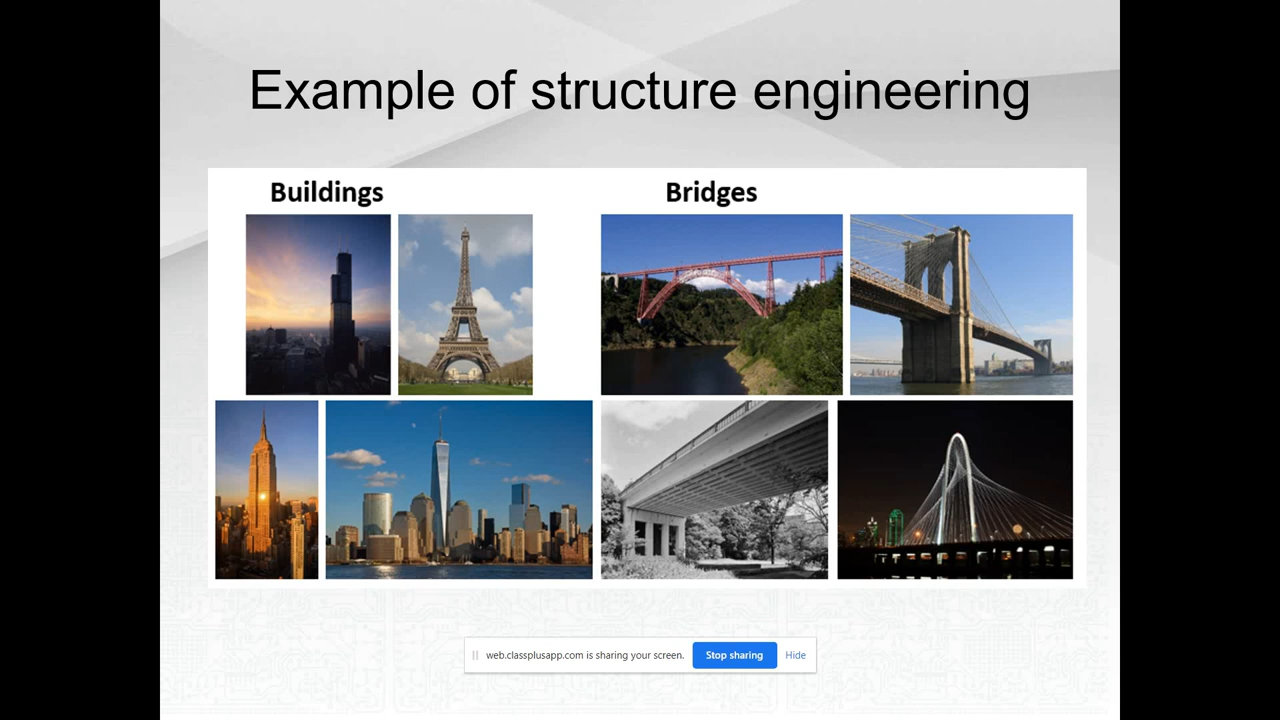 Example of structure engineering
Buildings
Bridges
web.classplusapp.com is sharing your screen.
Stop sharing
Hide